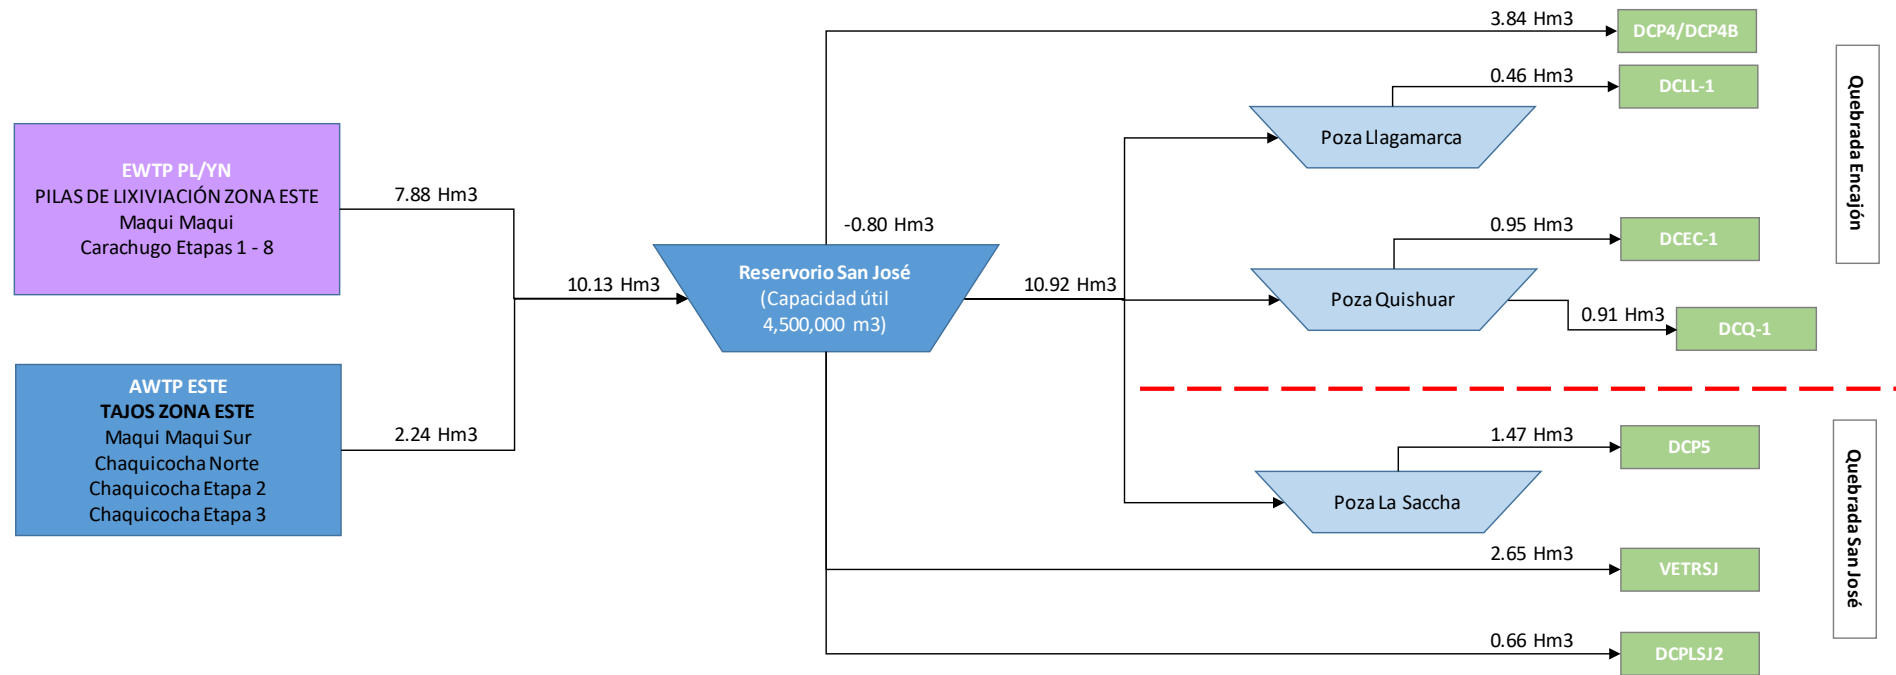 3.84 Hm3
DCP4/DCP4B
0.46 Hm3
DCLL-1
Poza Llagamarca
Quebrada Encajón
EWTP PL/YN
PILAS DE LIXIVIACIÓN ZONA ESTE
Maqui Maqui
Carachugo Etapas 1 - 8
7.88 Hm3
-0.80 Hm3
0.95 Hm3
DCEC-1
10.13 Hm3
Reservorio San José
(Capacidad útil
4,500,000 m3)
10.92 Hm3
Poza Quishuar
0.91 Hm3
DCQ-1
AWTP ESTE
TAJOS ZONA ESTE
Maqui Maqui Sur
Chaquicocha Norte
Chaquicocha Etapa 2
Chaquicocha Etapa 3
2.24 Hm3
1.47 Hm3
DCP5
Poza La Saccha
Quebrada San José
2.65 Hm3
VETRSJ
0.66 Hm3
DCPLSJ2